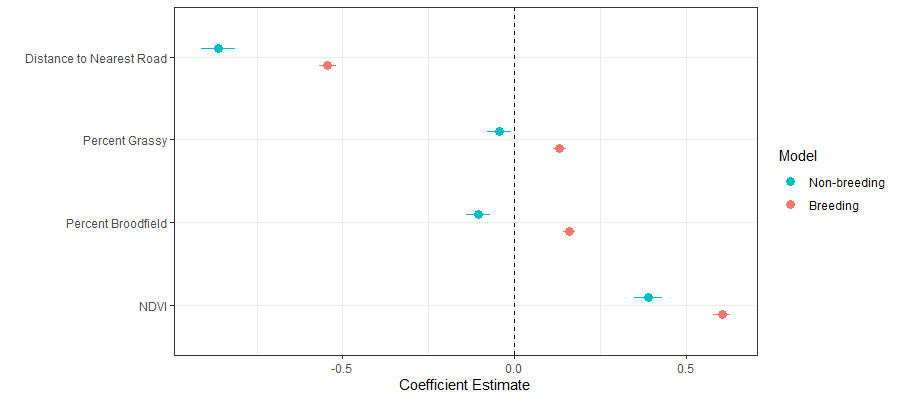 Distance to Nearest Road
Percent Grassy
Percent Broodfield
NDVI
-0.5
0.0
0.5
Coefficient Estimate
Model
Non-breeding
Breeding